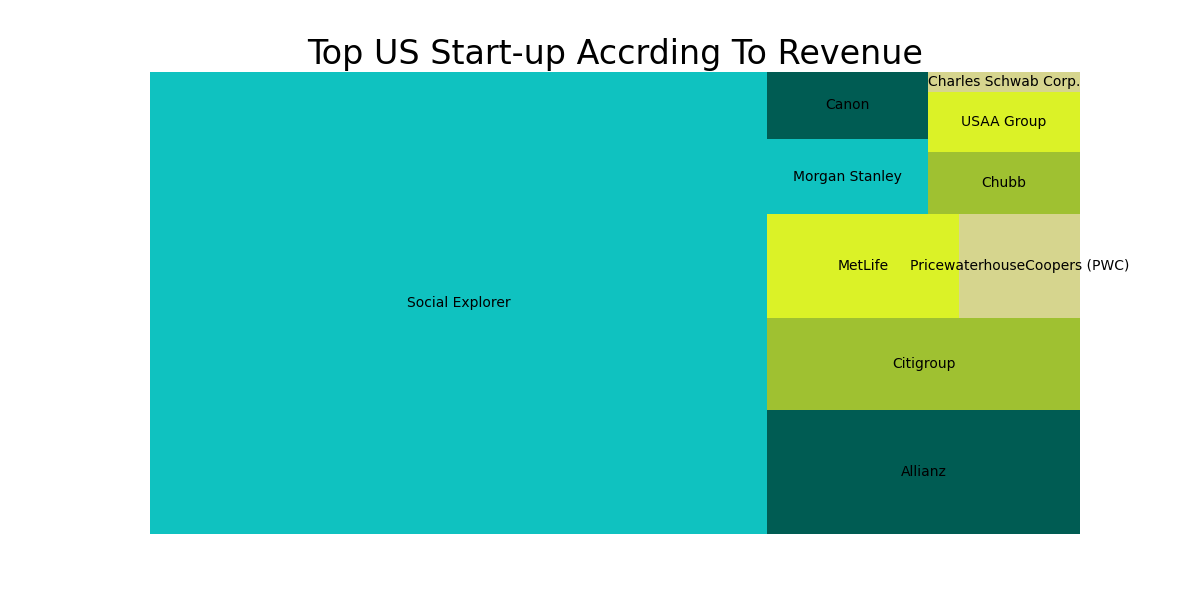 Top US Start-up Accrding To Revenue
Charles Schwab Corp.
Canon
USAA Group
Morgan Stanley
Chubb
MetLife
PricewaterhouseCoopers (PWC)
Social Explorer
Citigroup
Allianz